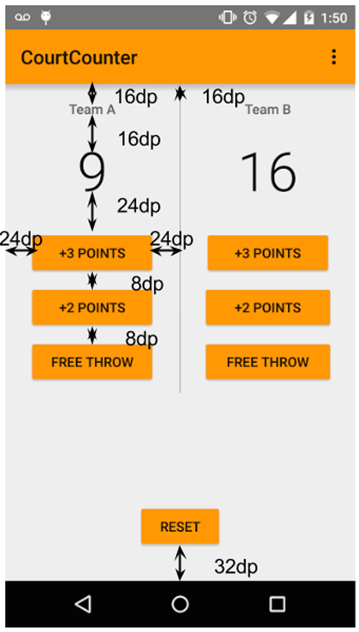 1:50
CourtCounter
16dp 16dp
Team A Team B
16dp
9 16
24dp
24dp 24dp
+3 POINTS +3 POINTS
8dp
+2 POINTS +2 POINTS
8dp
FREE THROW FREE THROW
RESET
32dp